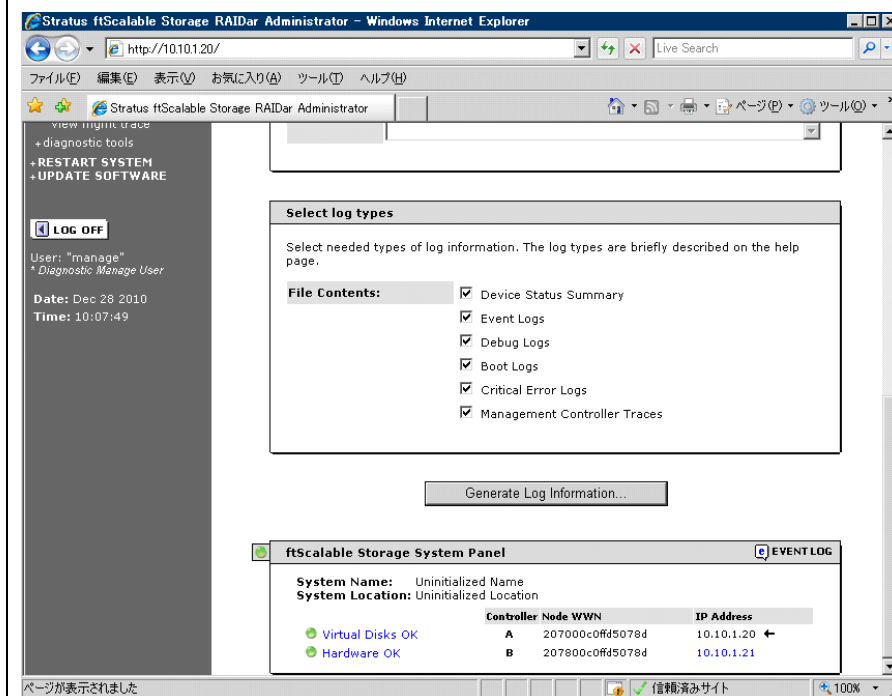 Stratus ftScalable Storage RAIDar Administrator - Windows Internet Explorer
http://10.10.1.20/
Live Search
ファイル(F) 編集(E) 表示(V) お気に入り(A) ツール(T) ヘルプ(H)
Stratus ftScalable Storage RAIDar Administrator
ページ(P) ツール(O) »
view mgmt trace
+diagnostic tools
+RESTART SYSTEM
+UPDATE SOFTWARE
LOG OFF
User: "manage"
* Diagnostic Manage User
Date: Dec 28 2010
Time: 10:07:49
Select log types
Select needed types of log information. The log types are briefly described on the help
page.
File Contents:
Device Status Summary
Event Logs
Debug Logs
Boot Logs
Critical Error Logs
Management Controller Traces
Generate Log Information...
ftScalable Storage System Panel
EVENT LOG
System Name: Uninitialized Name
System Location: Uninitialized Location
Controller Node WWN IP Address
Virtual Disks OK A 207000c0ffd5078d 10.10.1.20
Hardware OK B 207800c0ffd5078d 10.10.1.21
ページが表示されました 信頼済みサイト 100%